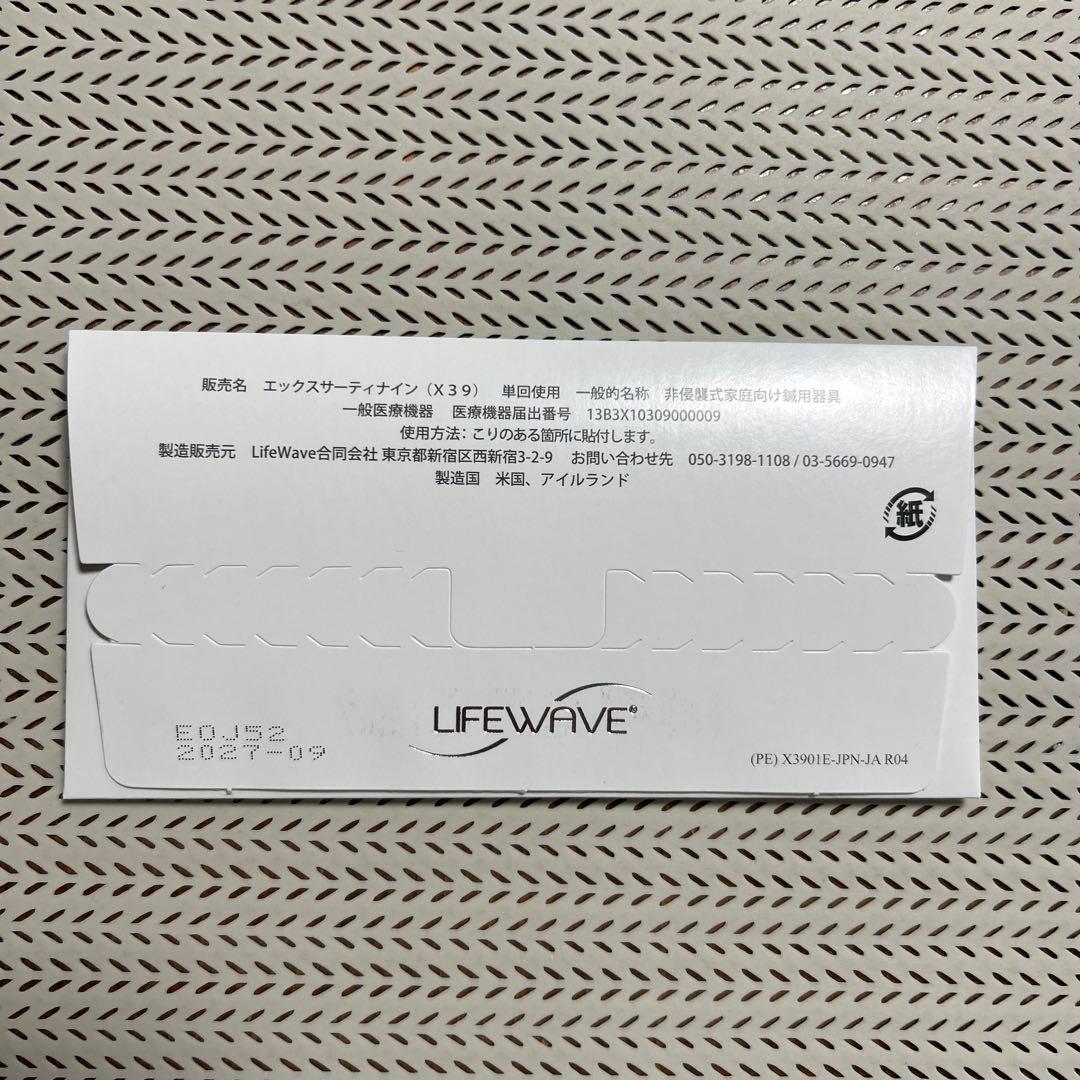 販売名 エックスサーティナイン（X３９） 単回使用 一般的名称 非侵襲式家庭向け鍼用器具
一般医療機器 医療機器届出番号 13B3X10309000009
使用方法：こりのある箇所に貼付します。
製造販売元 LifeWave合同会社 東京都新宿区西新宿3-2-9 お問い合わせ先 050-3198-1108 / 03-5669-0947
製造国 米国、アイルランド
紙
LIFEWAVE®
EOJ52
2027-09
(PE) X3901E-JPN-JA R04